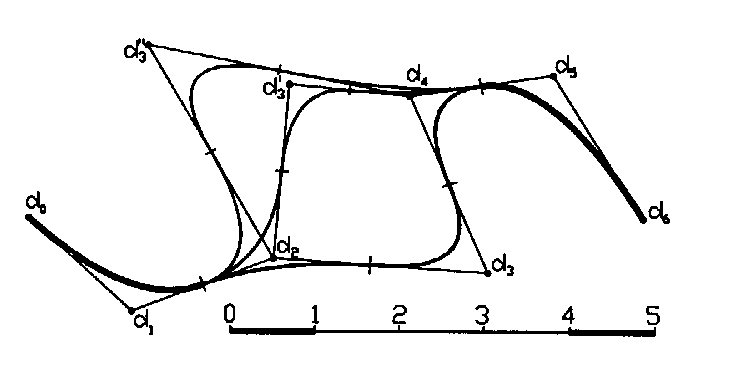 d₃''
d₃'
d₄
d₅
d₀
d₂
d₆
d₃
d₁
0 1 2 3 4 5